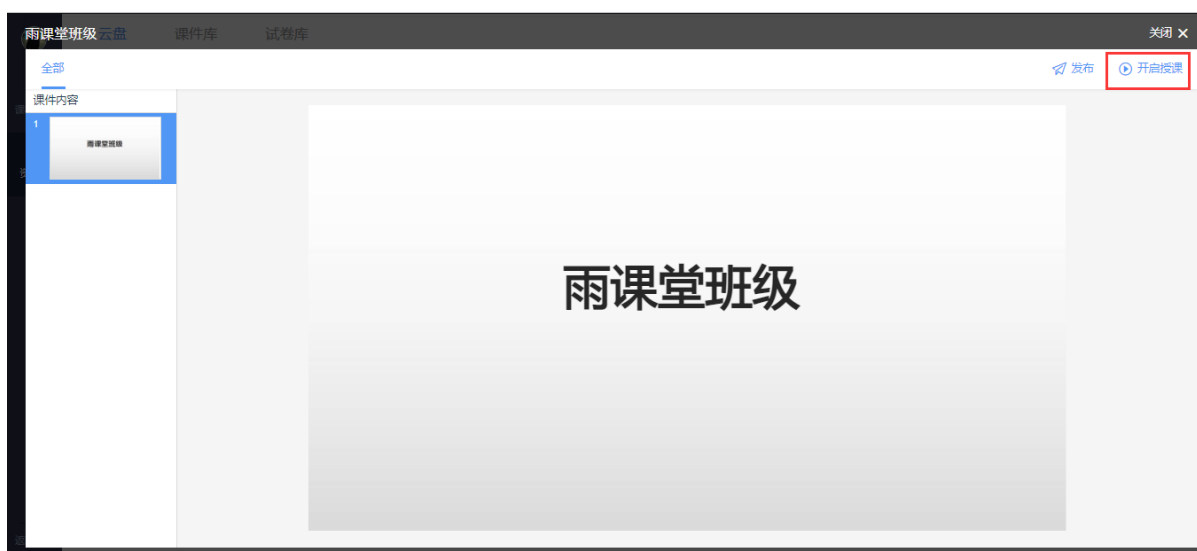 雨课堂班级 云盘 课件库 试卷库 关闭 ×
全部 发布 开启授课
课件内容
1
雨课堂班级
雨课堂班级